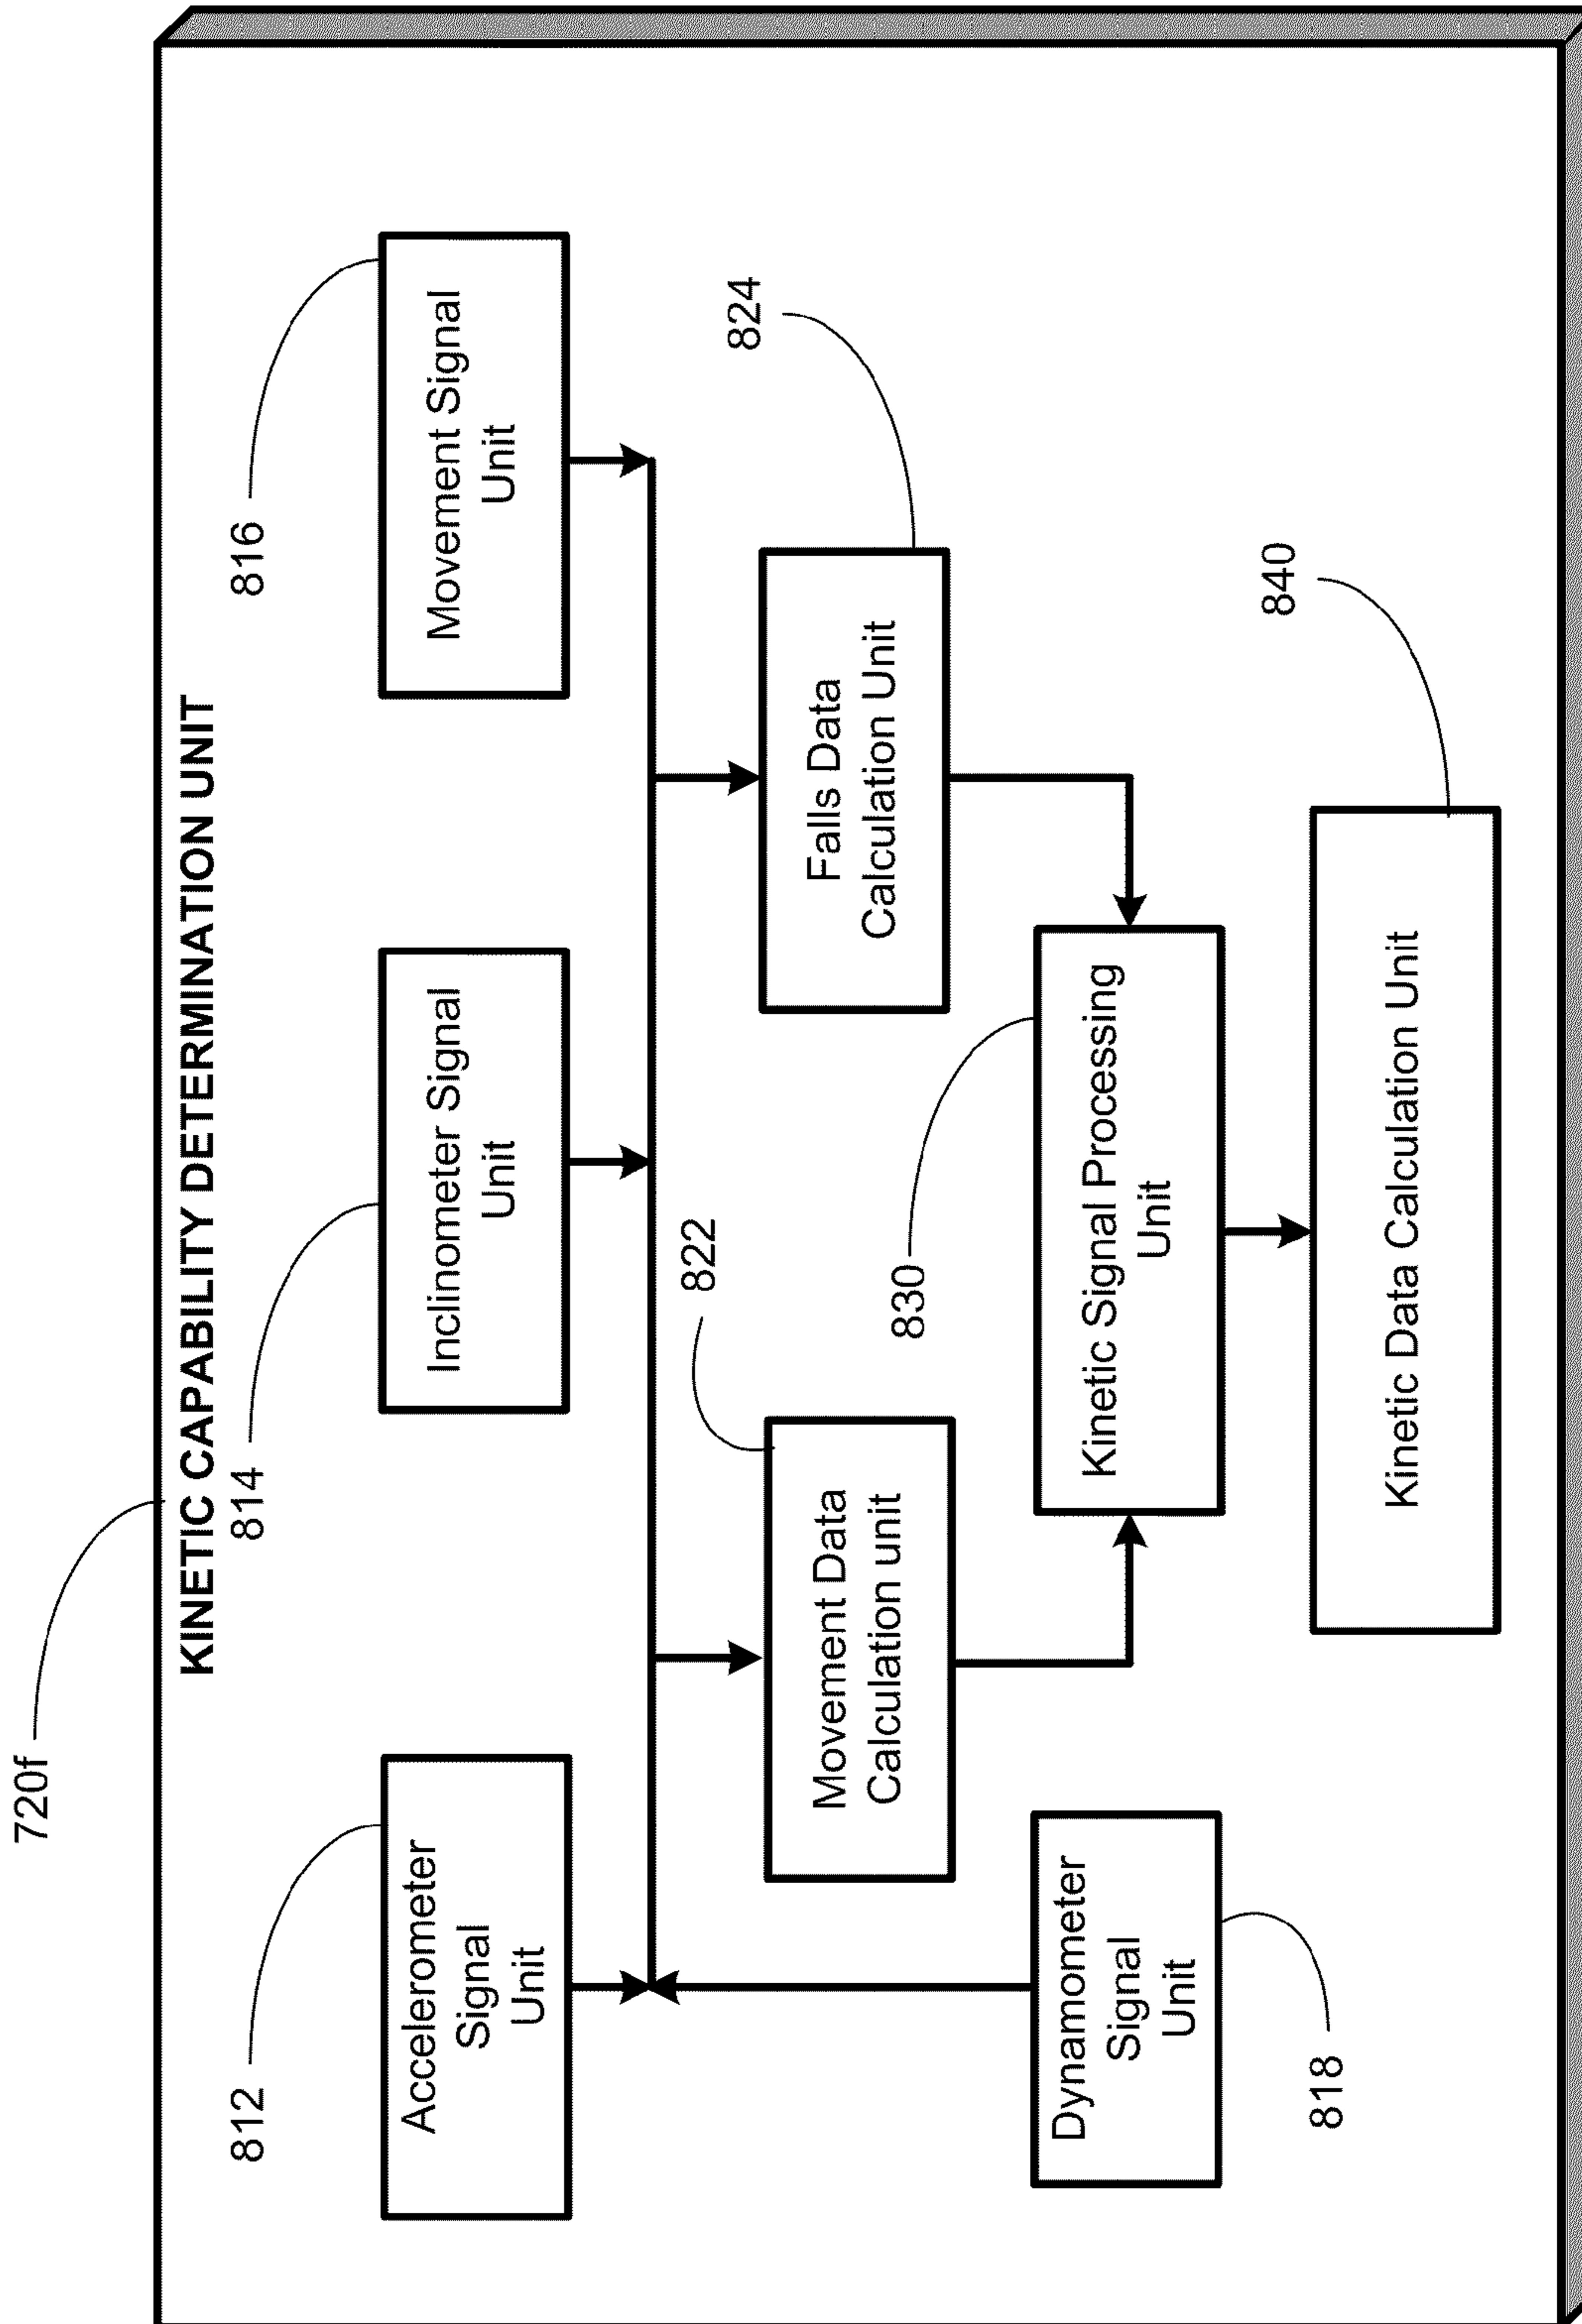 720f
KINETIC CAPABILITY DETERMINATION UNIT
812
814
816
Accelerometer
Signal
Unit
Inclinometer Signal
Unit
Movement Signal
Unit
822
824
Movement Data
Calculation unit
Falls Data
Calculation Unit
830
Dynamometer
Signal
Unit
Kinetic Signal Processing
Unit
818
840
Kinetic Data Calculation Unit